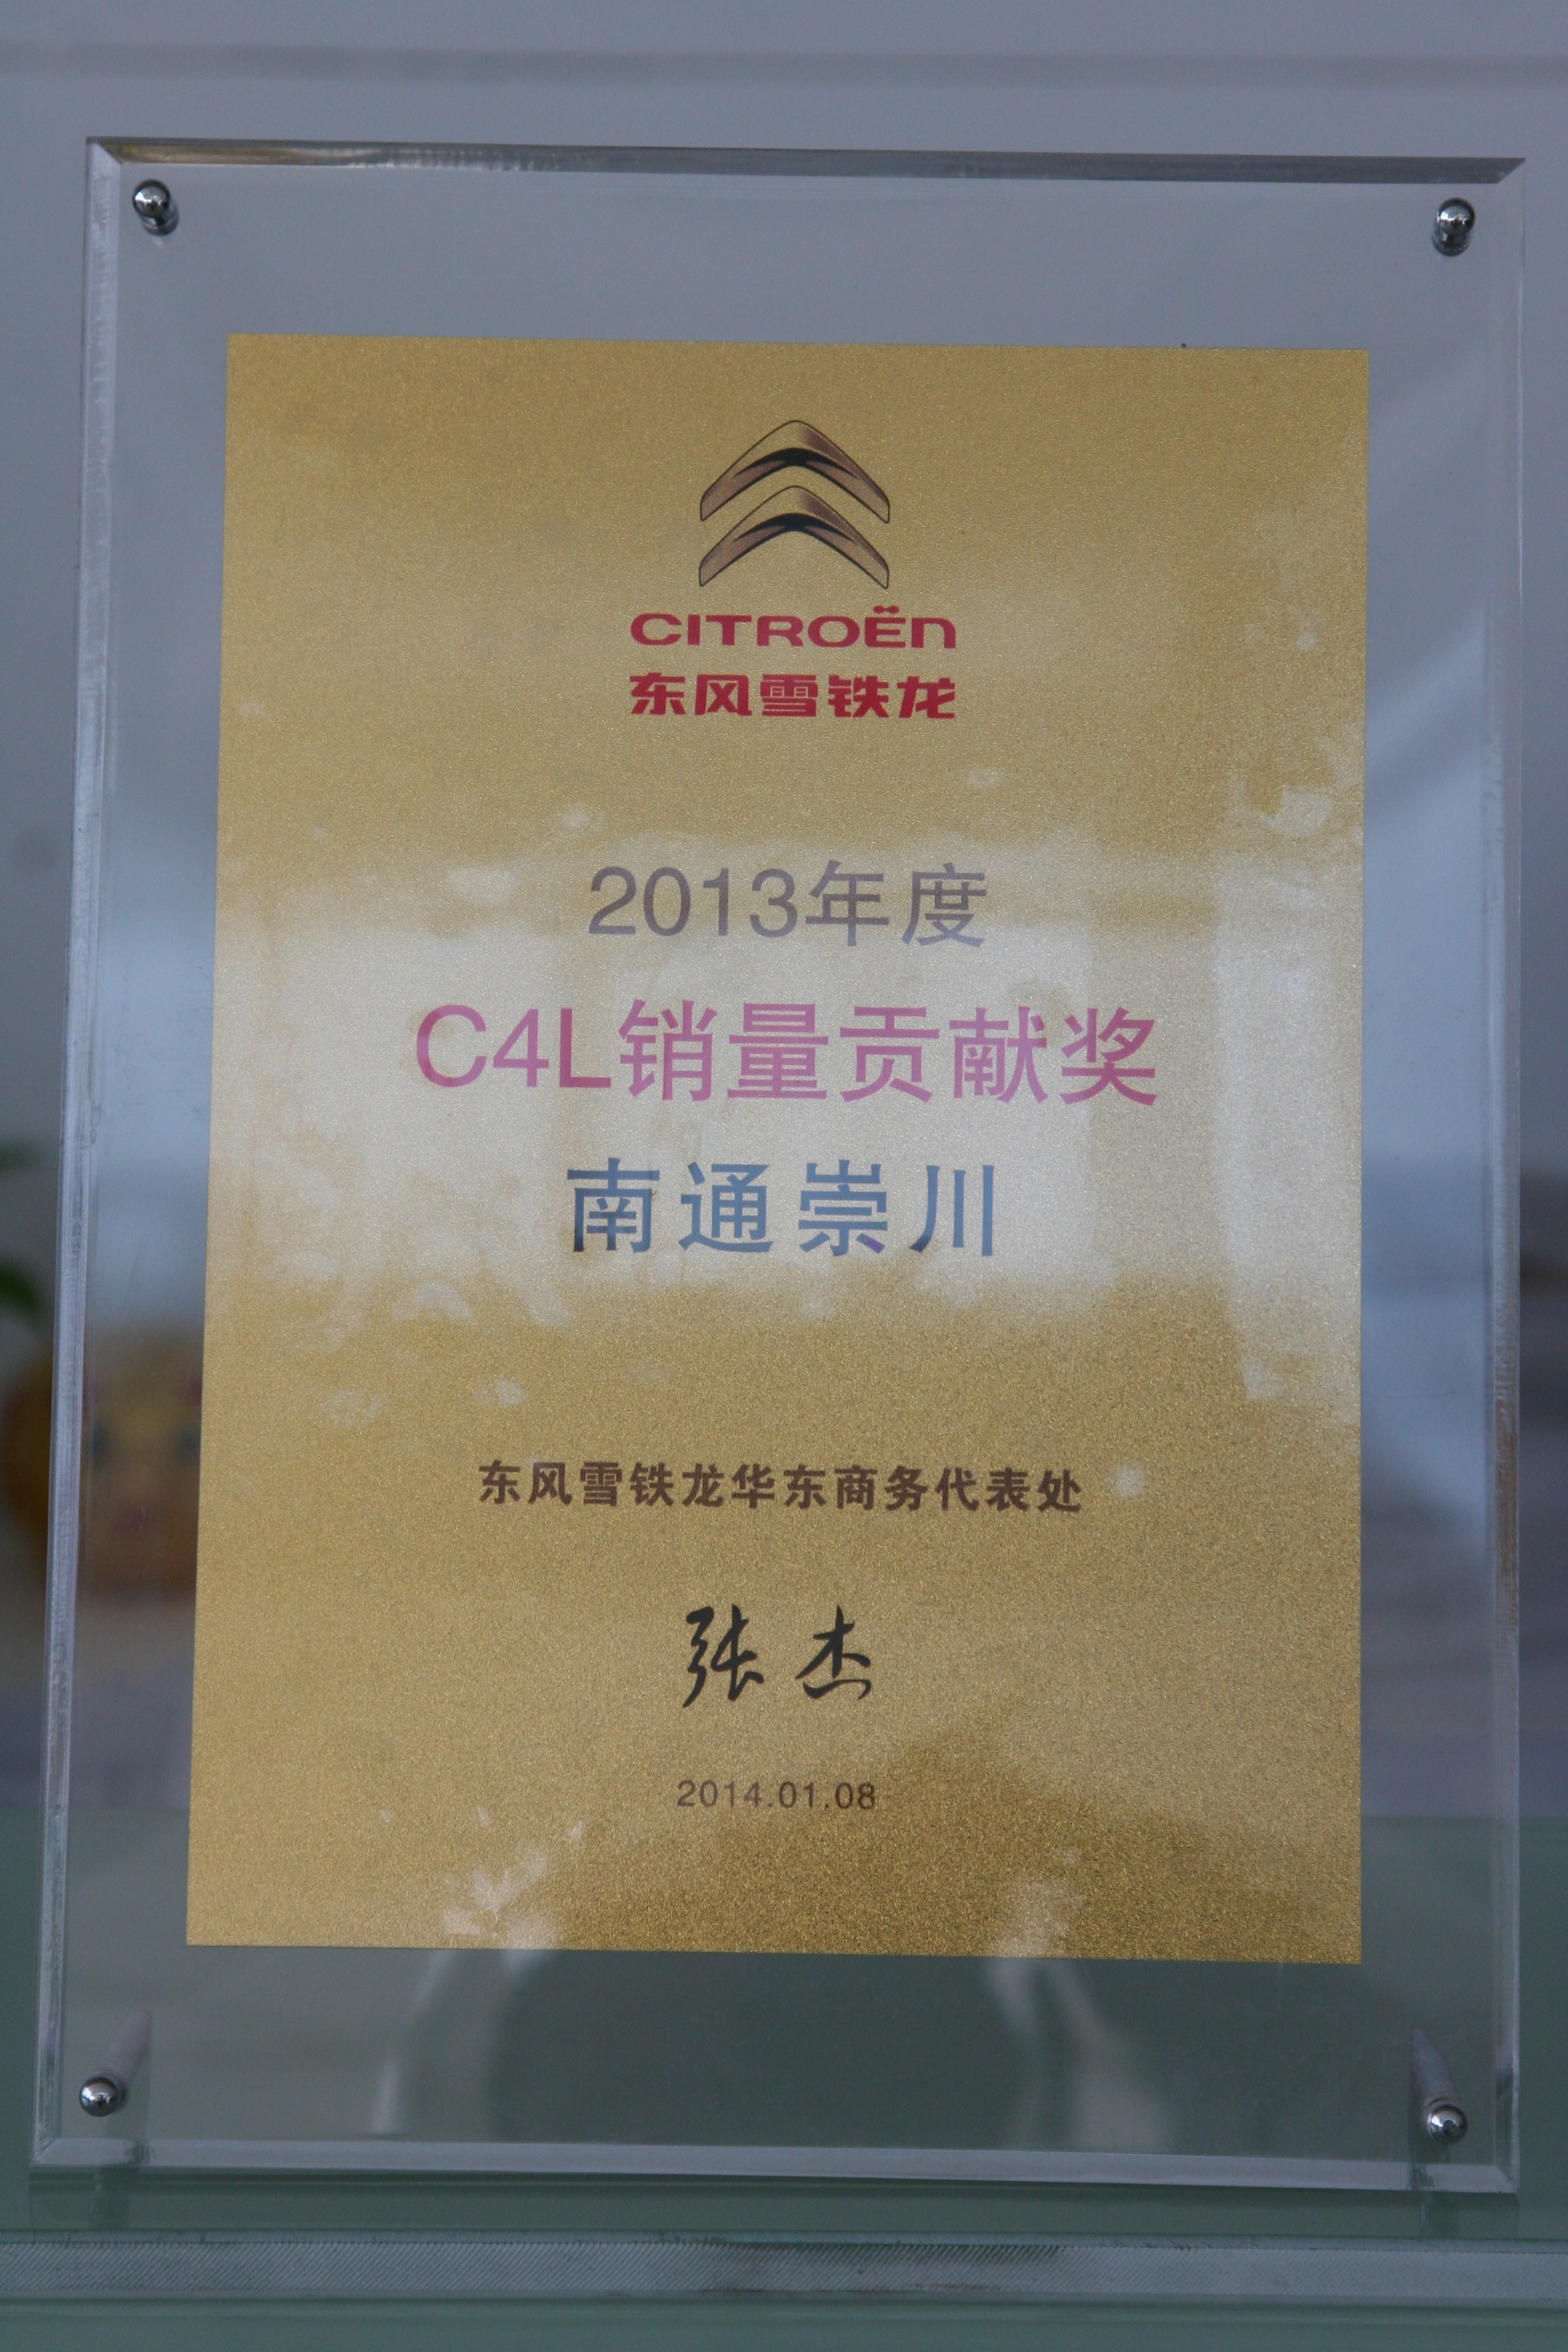 CITROËN
东风雪铁龙
2013年度
C4L销量贡献奖
南通崇川
东风雪铁龙华东商务代表处
张杰
2014.01.08